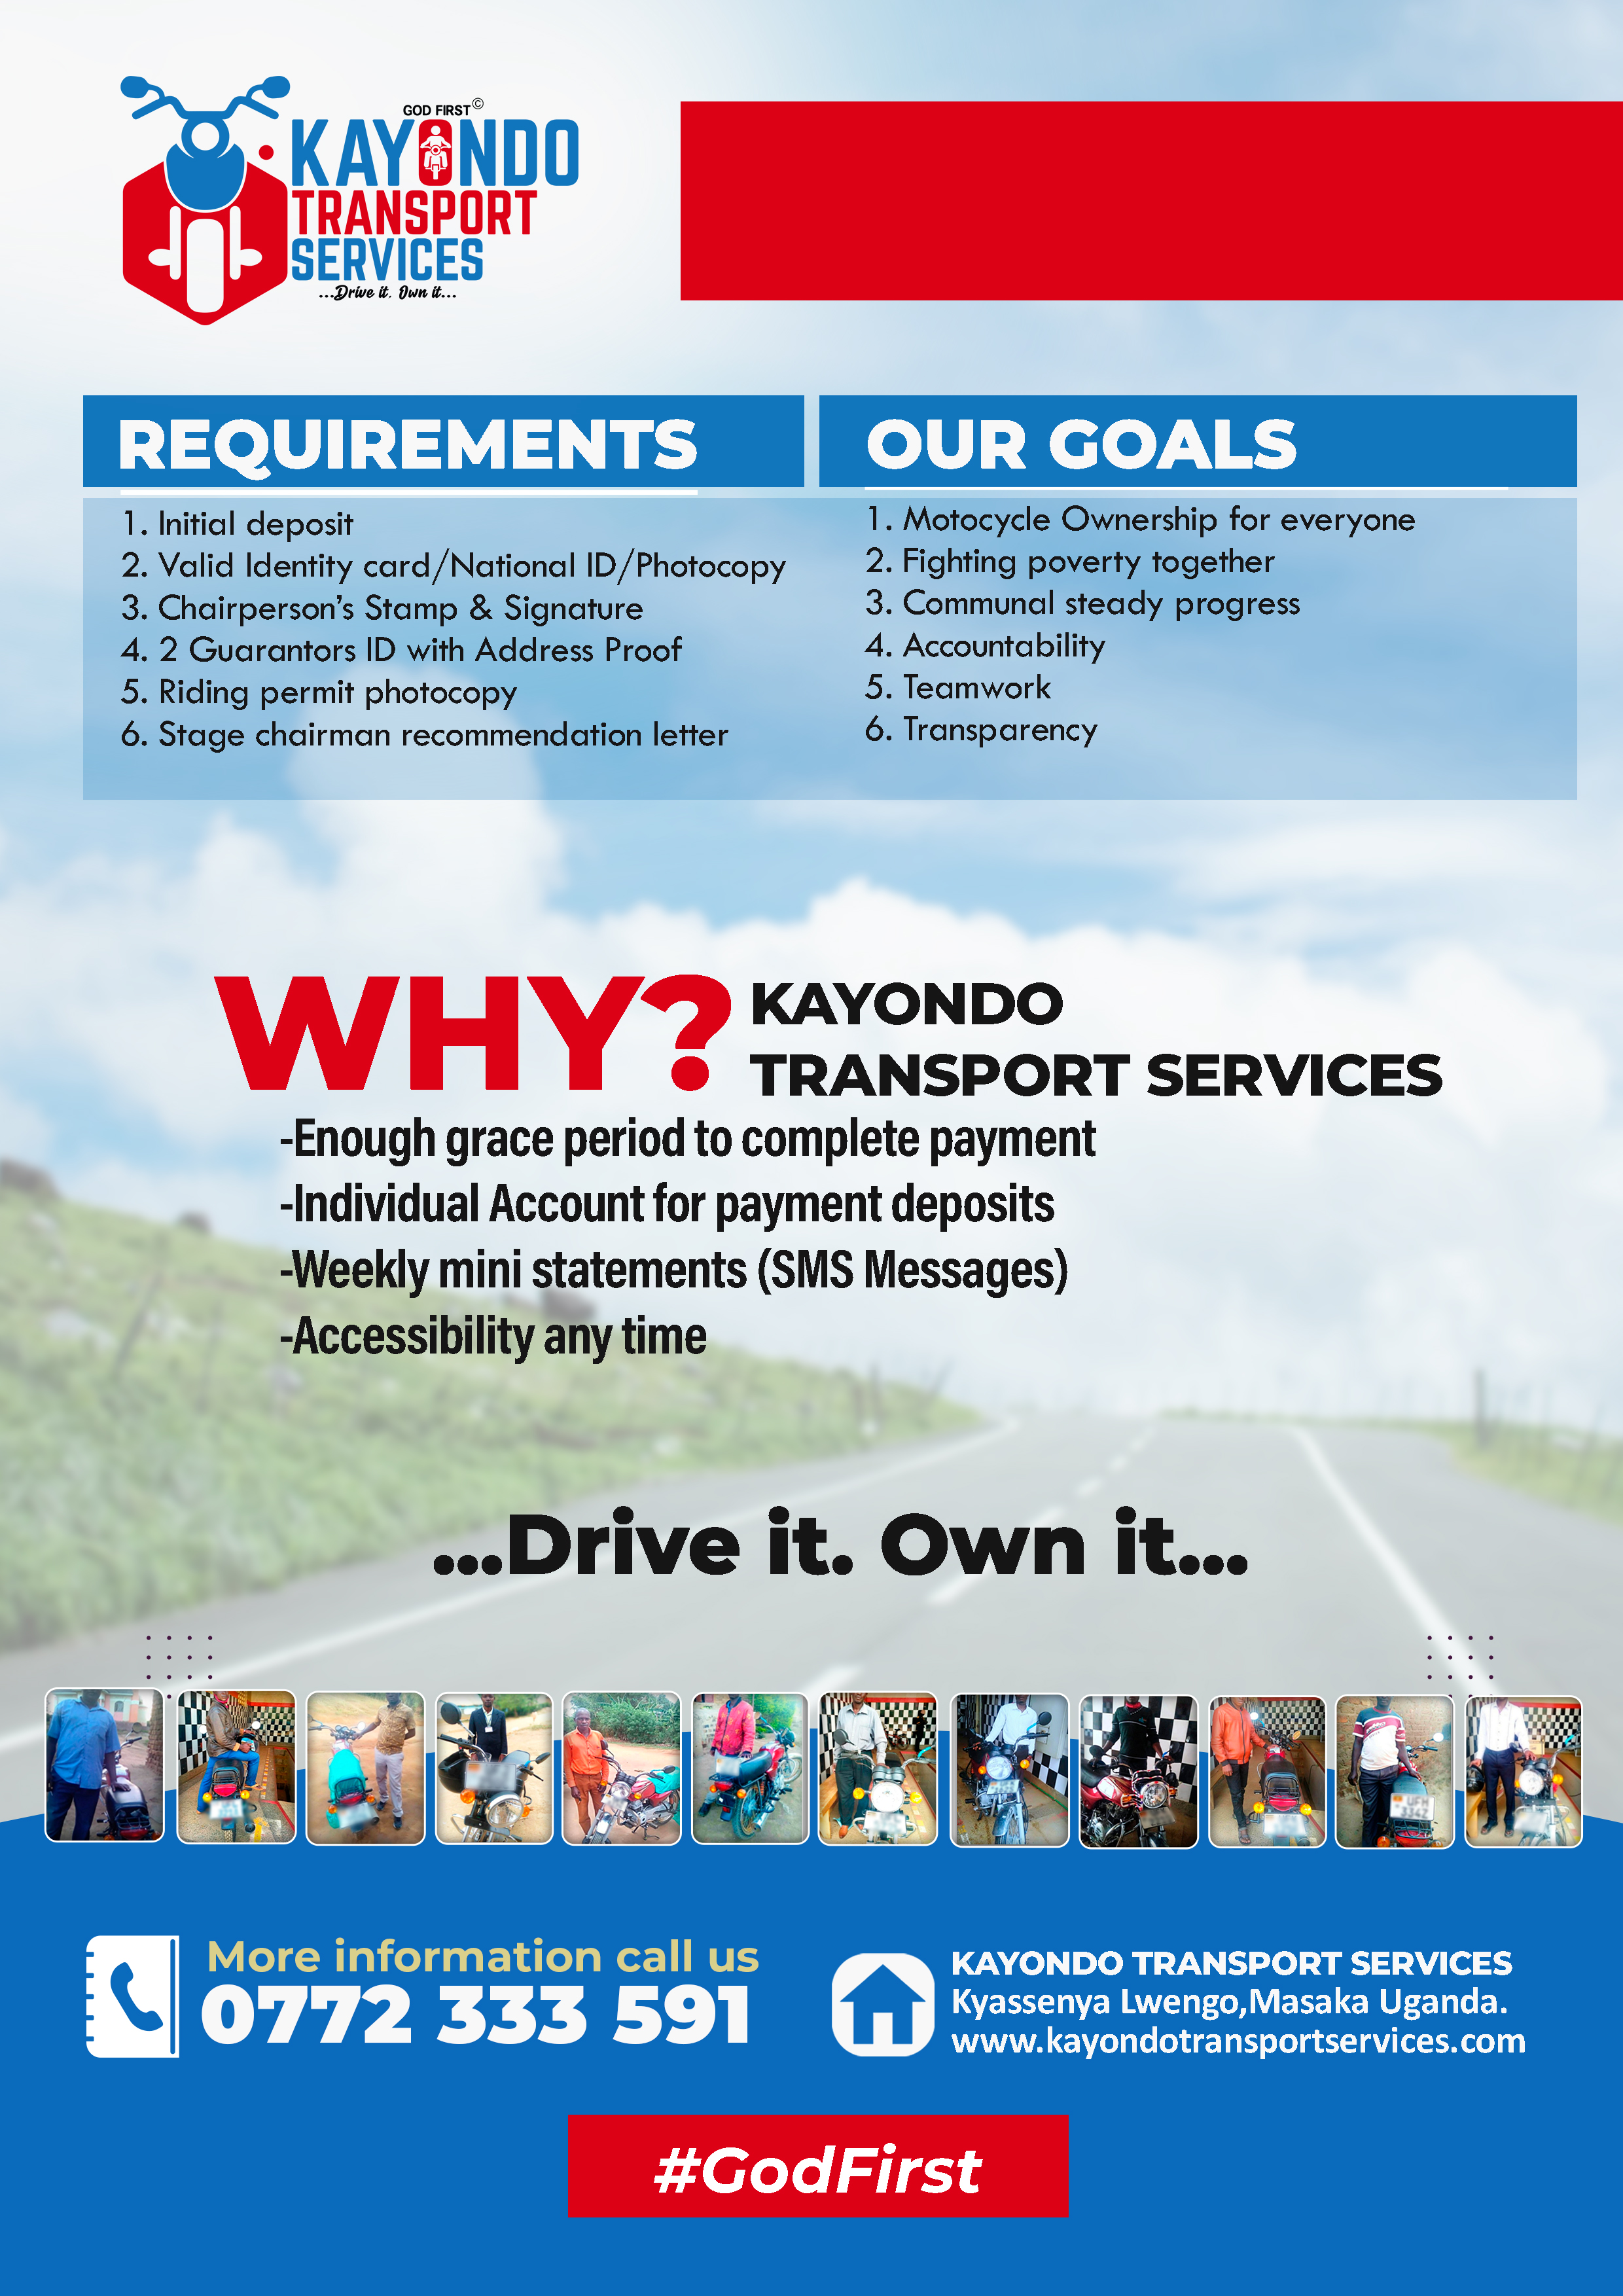 GOD FIRST ©
KAYONDO
TRANSPORT
SERVICES
...Drive it. Own it...
REQUIREMENTS
1. Initial deposit
2. Valid Identity card/National ID/Photocopy
3. Chairperson's Stamp & Signature
4. 2 Guarantors ID with Address Proof
5. Riding permit photocopy
6. Stage chairman recommendation letter
OUR GOALS
1. Motocycle Ownership for everyone
2. Fighting poverty together
3. Communal steady progress
4. Accountability
5. Teamwork
6. Transparency
WHY? KAYONDO
TRANSPORT SERVICES
-Enough grace period to complete payment
-Individual Account for payment deposits
-Weekly mini statements (SMS Messages)
-Accessibility any time
...Drive it. Own it...
More information call us
0772 333 591
KAYONDO TRANSPORT SERVICES
Kyassenya Lwengo,Masaka Uganda.
www.kayondotransportservices.com
#GodFirst